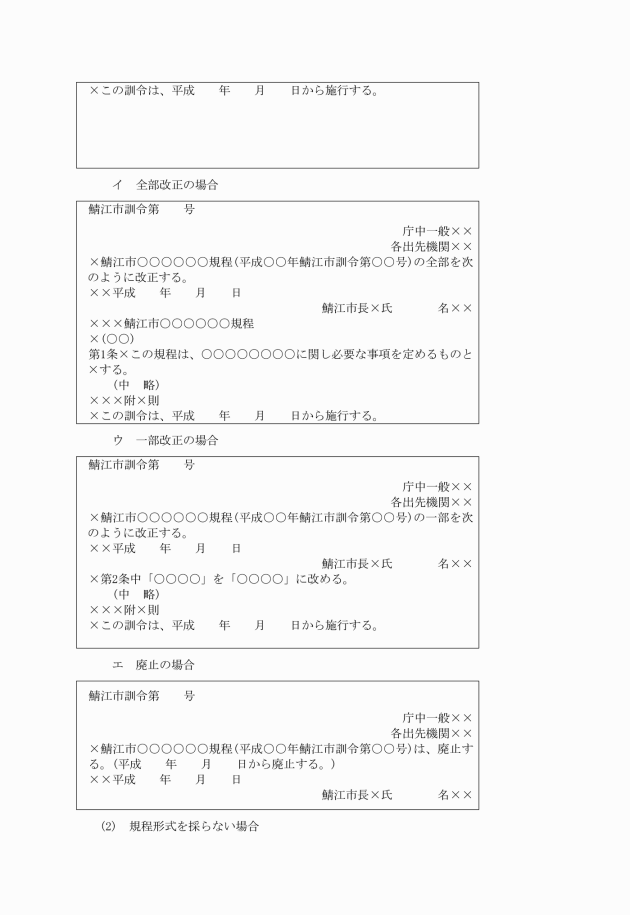 ×この訓令は、平成　　年　　月　　日から施行する。
イ　全部改正の場合
鯖江市訓令第　　号
庁中一般××
各出先機関××
×鯖江市〇〇〇〇〇〇規程(平成〇〇年鯖江市訓令第〇〇号)の全部を次
のように改正する。
××平成　　年　　月　　日
鯖江市長×氏　　　名××
×××鯖江市〇〇〇〇〇〇規程
×(〇〇)
第1条×この規程は、〇〇〇〇〇〇〇〇に関し必要な事項を定めるものと
×する。
(中　略)
×××附×則
×この訓令は、平成　　年　　月　　日から施行する。
ウ　一部改正の場合
鯖江市訓令第　　号
庁中一般××
各出先機関××
×鯖江市〇〇〇〇〇〇規程(平成〇〇年鯖江市訓令第〇〇号)の一部を次
のように改正する。
××平成　　年　　月　　日
鯖江市長×氏　　　名××
×第2条中「〇〇〇〇」を「〇〇〇〇」に改める。
(中　略)
×××附×則
×この訓令は、平成　　年　　月　　日から施行する。
エ　廃止の場合
鯖江市訓令第　　号
庁中一般××
各出先機関××
×鯖江市〇〇〇〇〇〇規程(平成〇〇年鯖江市訓令第〇〇号)は、廃止す
る。(平成　　年　　月　　日から廃止する。)
××平成　　年　　月　　日
鯖江市長×氏　　　名××
(2)　規程形式を採らない場合